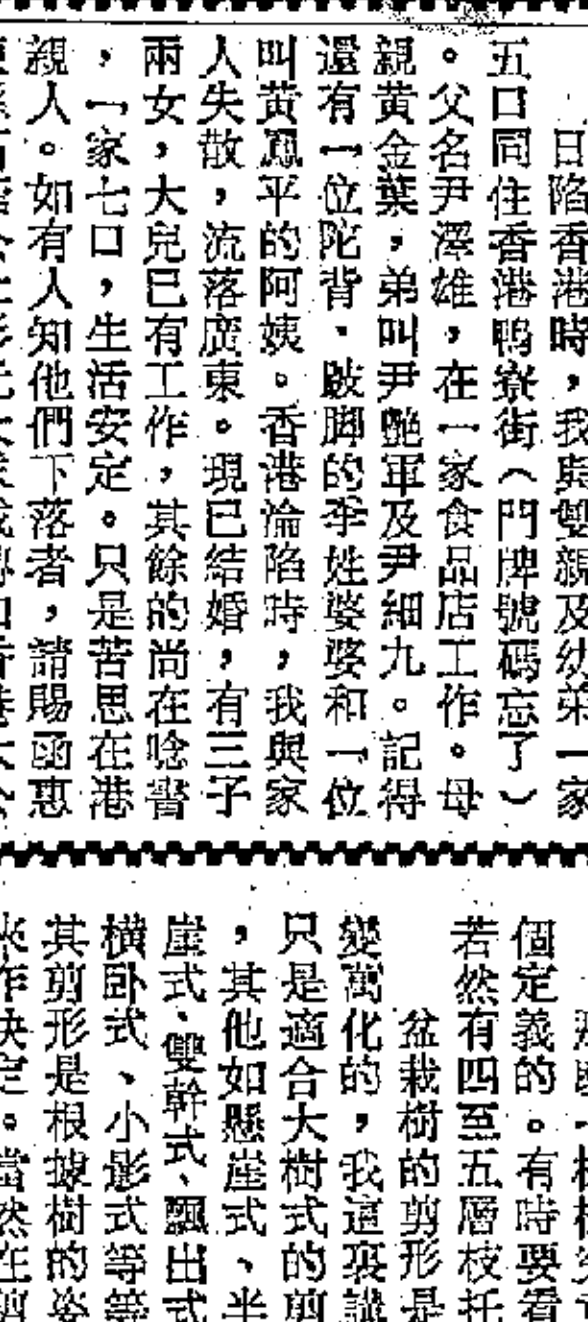 日陷香港時，我與雙親及幼弟一家
五口同住香港鴨寮街（門牌號碼忘了）
。父名尹澤雄，在一家食品店工作。母
親黃金葉，弟叫尹艷軍及尹細九。記得
還有一位陀背、跛脚的李姓婆婆和一位
叫黃鳳平的阿姨。香港淪陷時，我與家
人失散，流落廣東。現已結婚，有三子
兩女，大兒已有工作，其餘的尚在唸書
，一家七口，生活安定。只是苦思在港
親人。如有人知他們下落者，請賜函惠
個定義的。有時要看
若然有四至五層枝托
盆栽樹的剪形是
變萬化的，我這裏識
只是適合大樹式的剪
，其他如懸崖式、半
崖式、雙幹式、飄出式
橫卧式、小影式等等
其剪形是根據樹的姿
來作決定。當然在剪